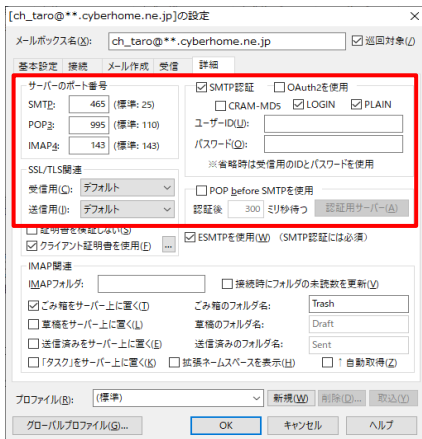 [ch_taro@**.cyberhome.ne.jp]の設定
メールボックス名(X): ch_taro@**.cyberhome.ne.jp 巡回対象(/)
基本設定 接続 メール作成 受信 詳細
サーバーのポート番号
SMTP: 465 (標準: 25)
POP3: 995 (標準: 110)
IMAP4: 143 (標準: 143)
SSL/TLS関連
受信用(C): デフォルト
送信用(I): デフォルト
SMTP認証 OAuth2を使用
CRAM-MD5 LOGIN PLAIN
ユーザーID(U):
パスワード(O):
※省略時は受信用のIDとパスワードを使用
POP before SMTPを使用
認証後 300 ミリ秒待つ 認証用サーバー(A)
証明書を検証しない(S)
クライアント証明書を使用(F) ...
ESMTPを使用(W) (SMTP認証には必須)
IMAP関連
IMAPフォルダ: 接続時にフォルダの未読数を更新(V)
ごみ箱をサーバー上に置く(T) ごみ箱のフォルダ名: Trash
草稿をサーバー上に置く(L) 草稿のフォルダ名: Draft
送信済みをサーバー上に置く(E) 送信済みのフォルダ名: Sent
「タスク」をサーバー上に置く(K) 拡張ネームスペースを表示(H) ↑自動取得(Z)
プロファイル(R): (標準) 新規(W) 削除(D)... 取込(Y)
グローバルプロファイル(G)... OK キャンセル ヘルプ